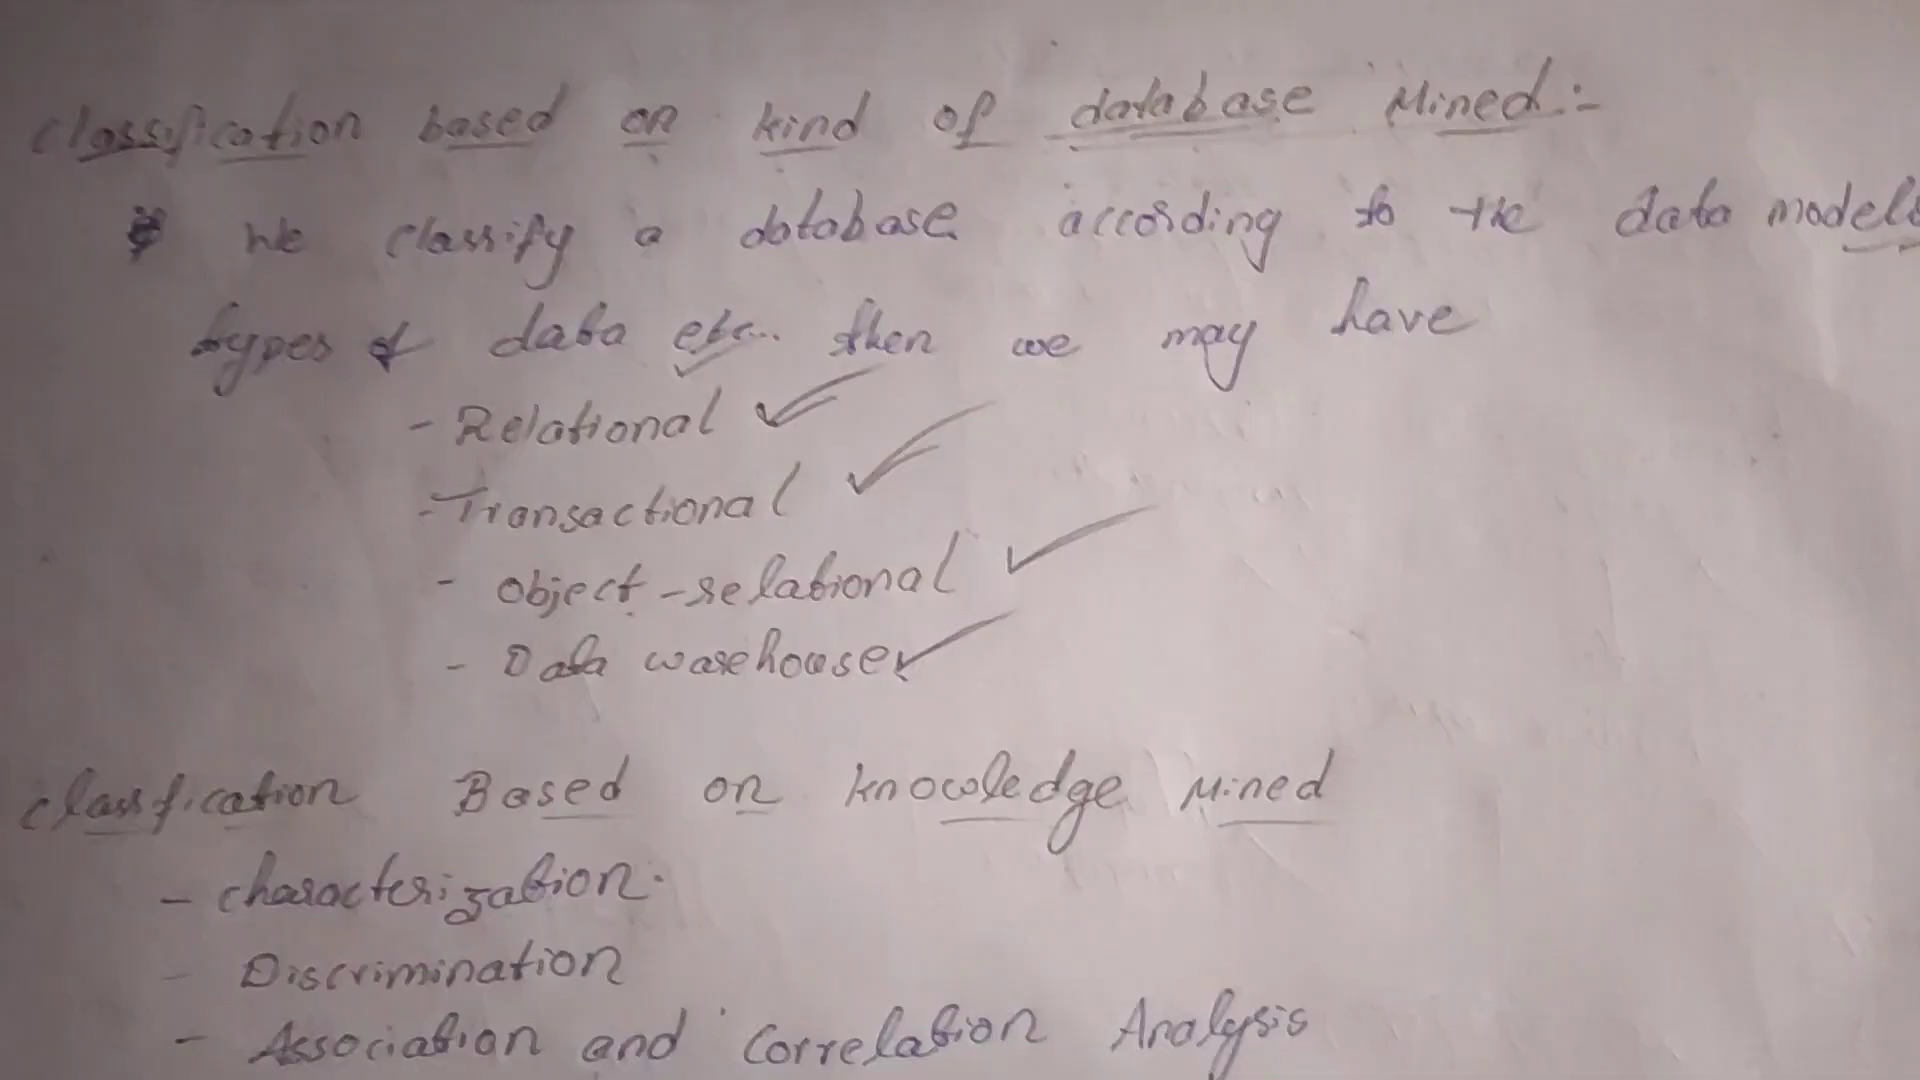 Classification based on kind of database Mined:-
We classify a database according to the data models
types of data etc... then we may have
- Relational
- Transactional
- Object-relational
- Data warehouse
Classification Based on knowledge Mined
- characterization.
- Discrimination
- Association and Correlation Analysis